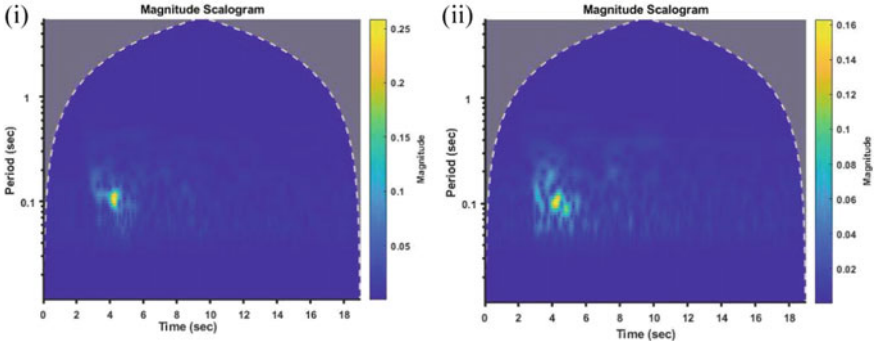 (i)
Magnitude Scalogram
Period (sec)
1
0.1
0 2 4 6 8 10 12 14 16 18
Time (sec)
0.25
0.2
0.15
0.1
0.05
Magnitude
(ii)
Magnitude Scalogram
Period (sec)
1
0.1
0 2 4 6 8 10 12 14 16 18
Time (sec)
0.16
0.14
0.12
0.1
0.08
0.06
0.04
0.02
Magnitude